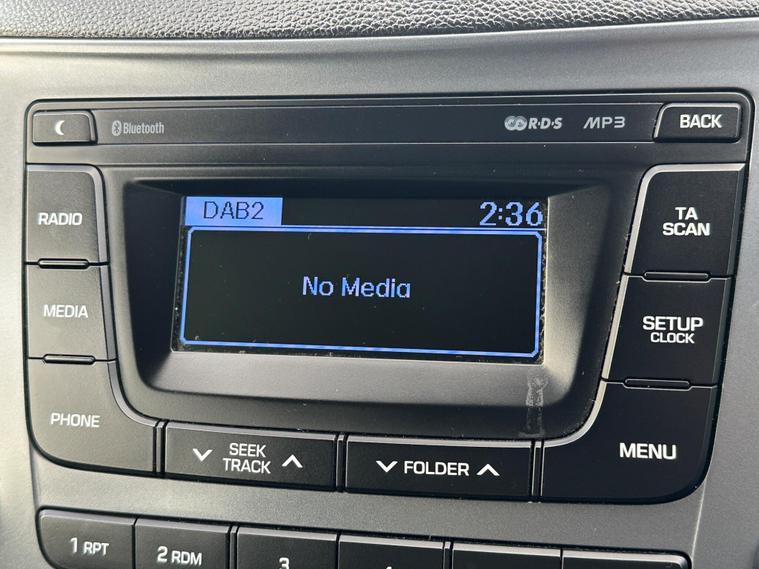 Bluetooth
R·D·S
MP3
BACK
RADIO
DAB2
2:36
TA
SCAN
No Media
MEDIA
SETUP
CLOCK
PHONE
SEEK
TRACK
FOLDER
MENU
1 RPT
2 RDM
3